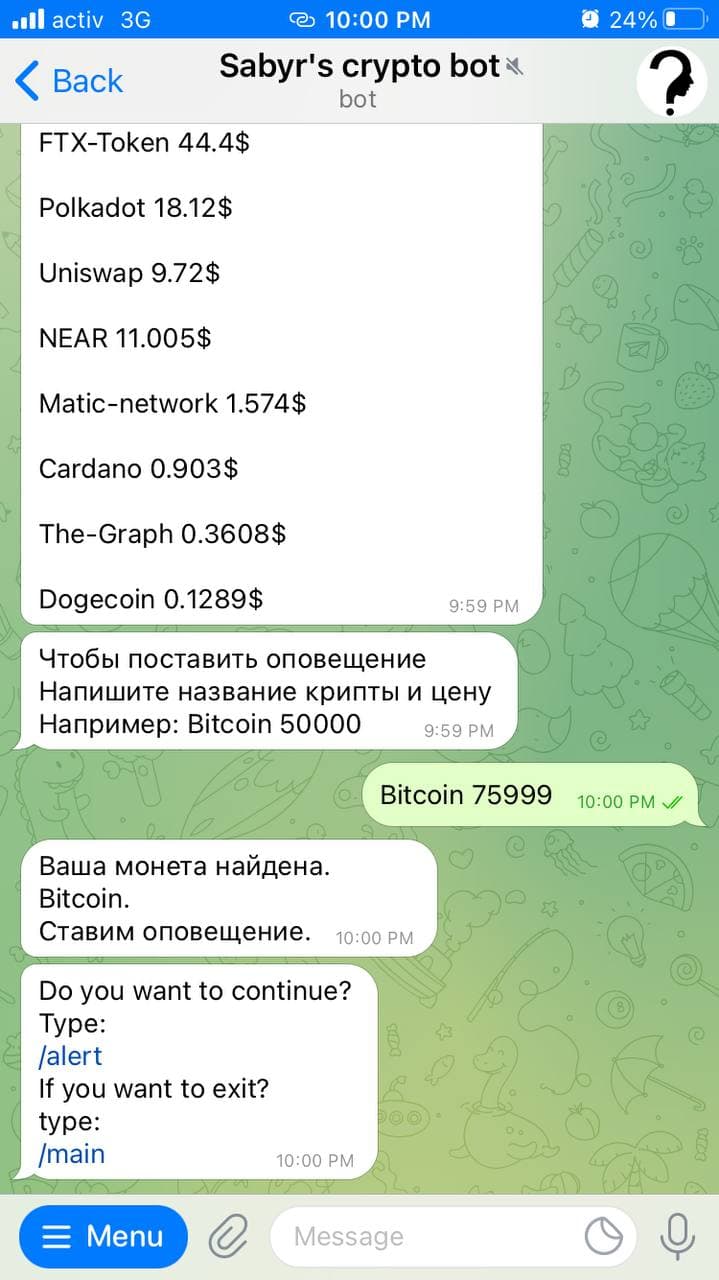 activ 3G 10:00 PM 24%
Back
Sabyr's crypto bot
bot
FTX-Token 44.4$
Polkadot 18.12$
Uniswap 9.72$
NEAR 11.005$
Matic-network 1.574$
Cardano 0.903$
The-Graph 0.3608$
Dogecoin 0.1289$
9:59 PM
Чтобы поставить оповещение
Напишите название крипты и цену
Например: Bitcoin 50000
9:59 PM
Bitcoin 75999
10:00 PM
Ваша монета найдена.
Bitcoin.
Ставим оповещение.
10:00 PM
Do you want to continue?
Type:
/alert
If you want to exit?
type:
/main
10:00 PM
Menu
Message